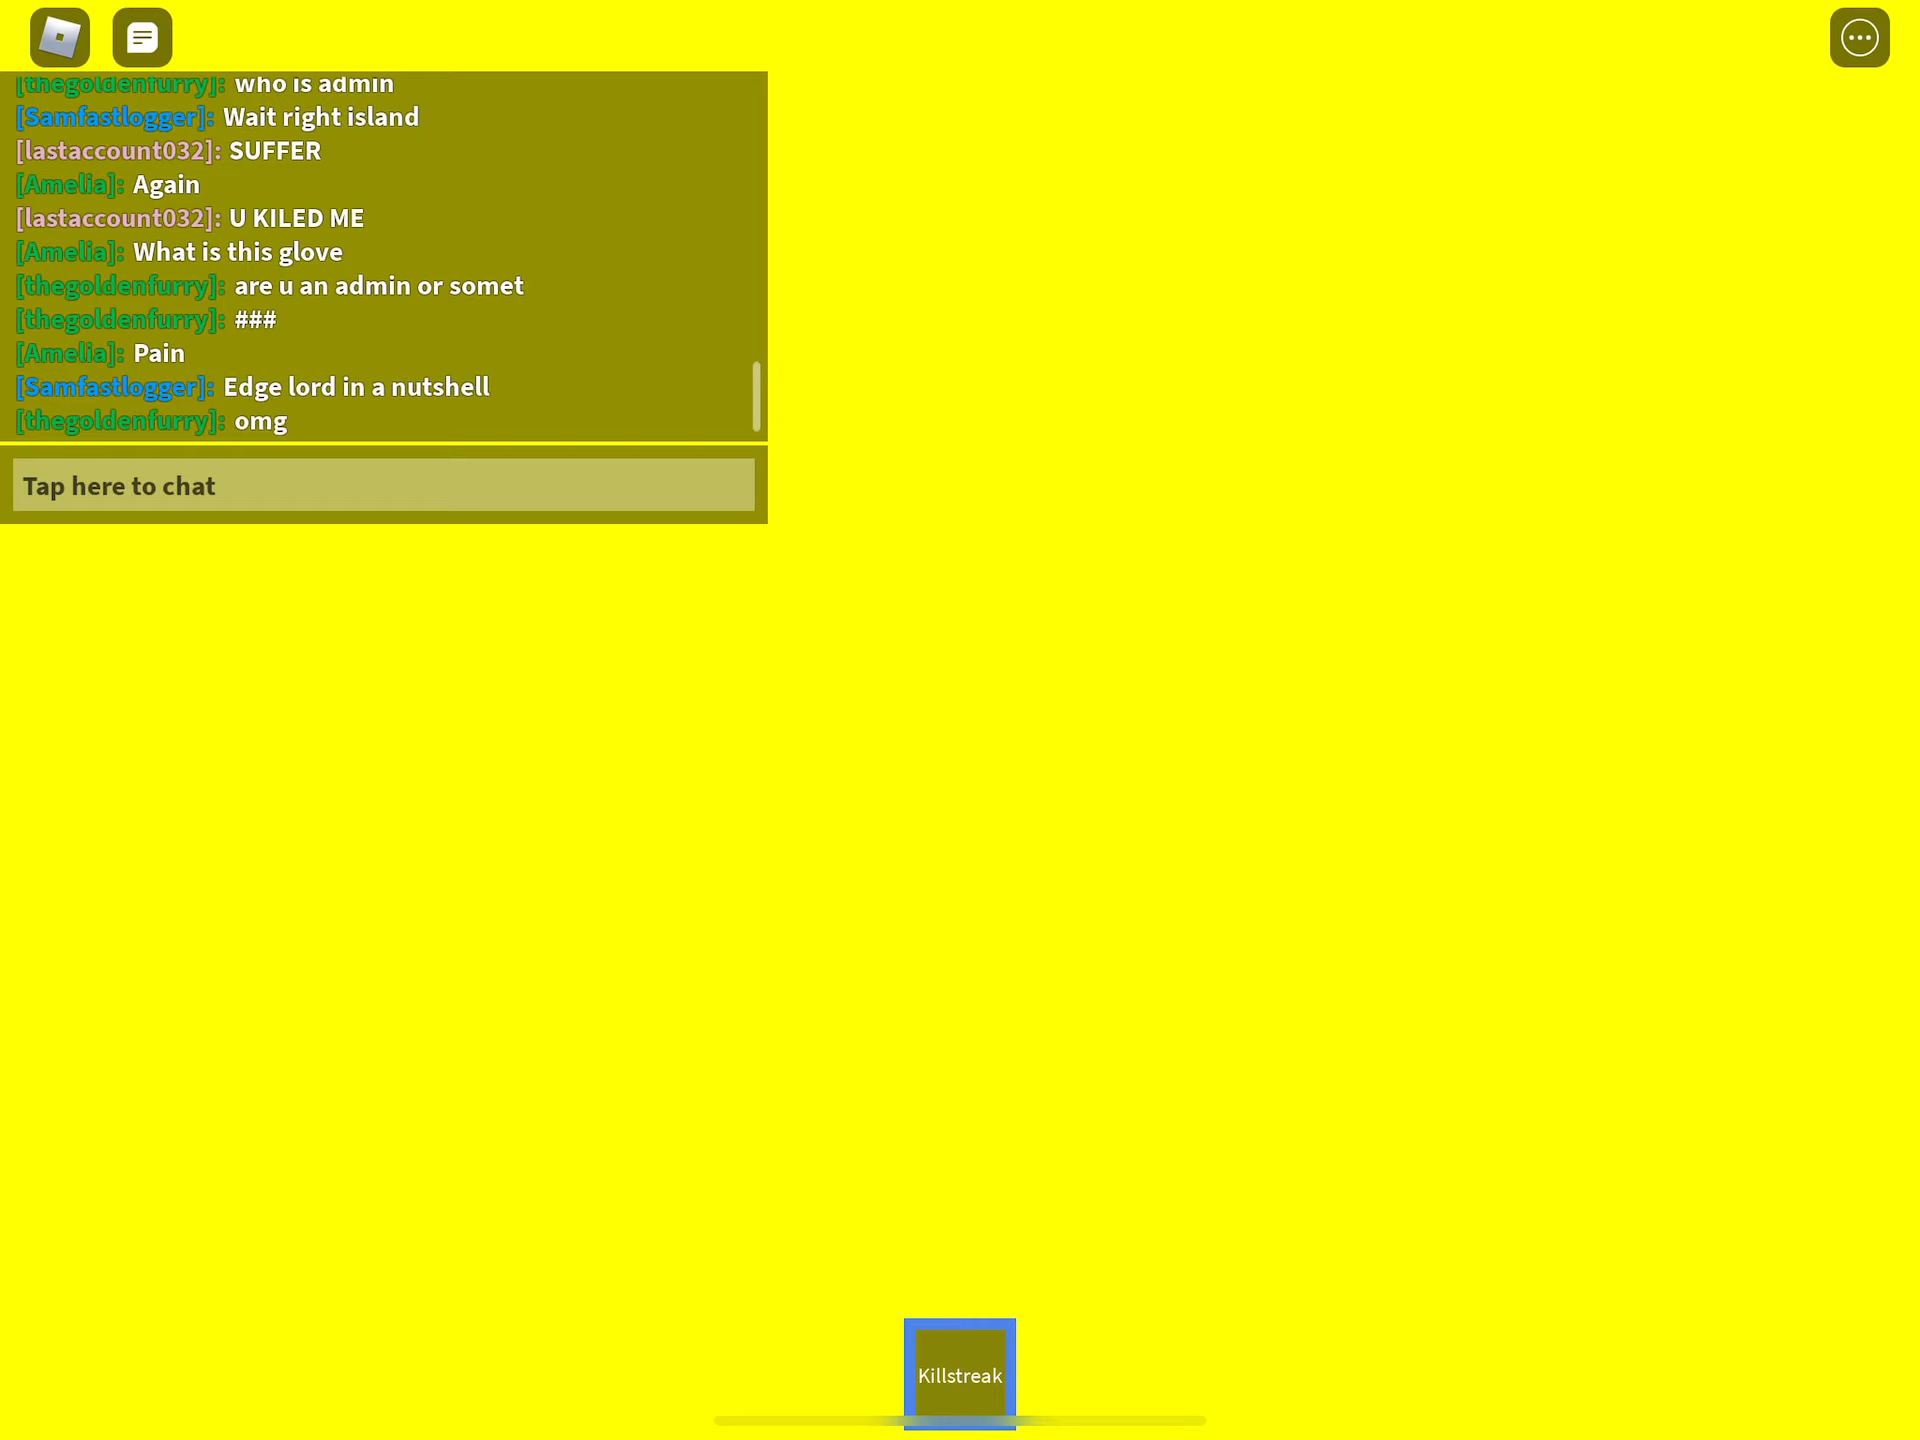 [thegoldenfurry]: who is admin
[Samfastlogger]: Wait right island
[lastaccount032]: SUFFER
[Amelia]: Again
[lastaccount032]: U KILED ME
[Amelia]: What is this glove
[thegoldenfurry]: are u an admin or somet
[thegoldenfurry]: ###
[Amelia]: Pain
[Samfastlogger]: Edge lord in a nutshell
[thegoldenfurry]: omg
Tap here to chat
Killstreak